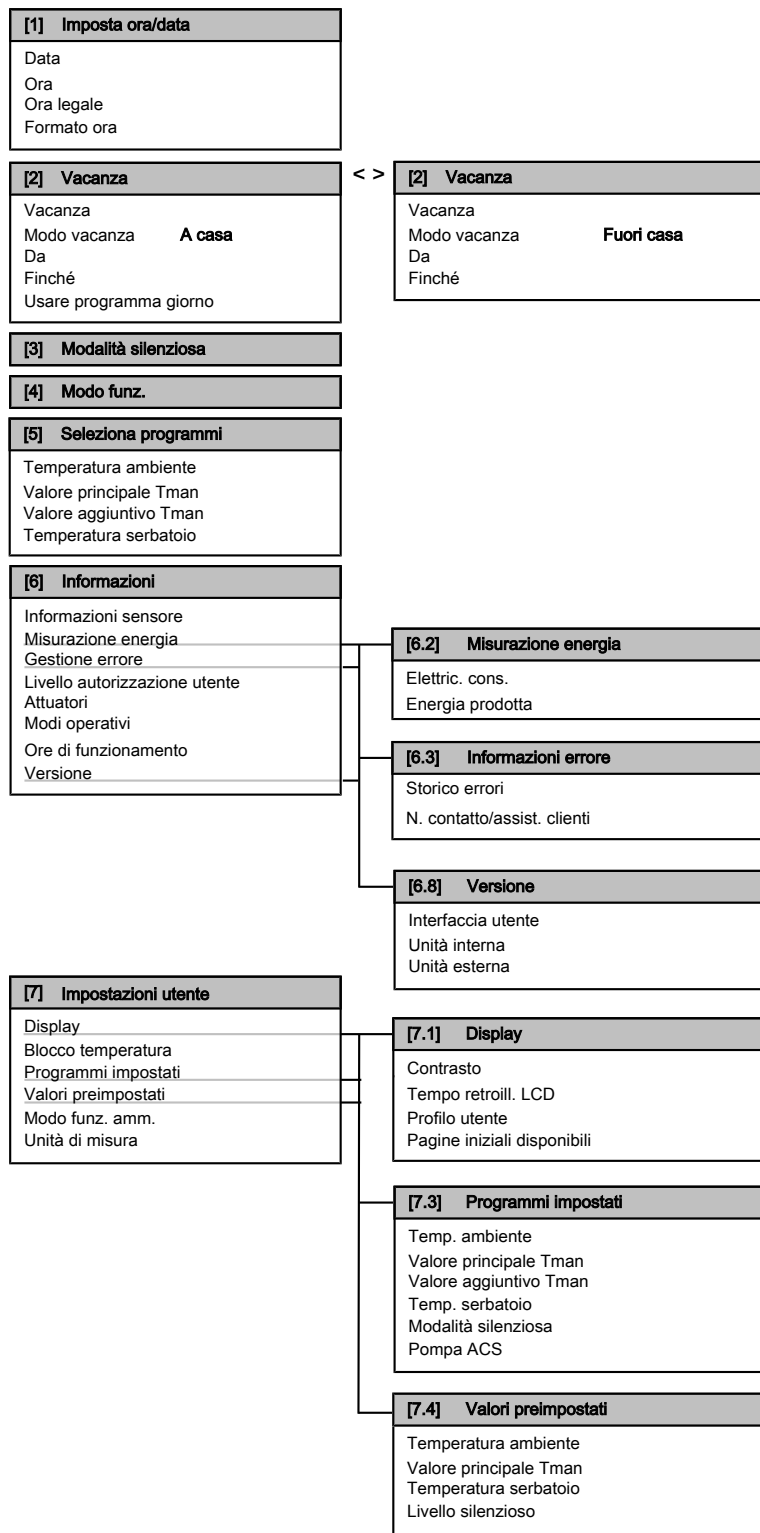 [1] Imposta ora/data
Data
Ora
Ora legale
Formato ora
[2] Vacanza
Vacanza
Modo vacanza A casa
Da
Finché
Usare programma giorno
< >
[2] Vacanza
Vacanza
Modo vacanza Fuori casa
Da
Finché
[3] Modalità silenziosa
[4] Modo funz.
[5] Seleziona programmi
Temperatura ambiente
Valore principale Tman
Valore aggiuntivo Tman
Temperatura serbatoio
[6] Informazioni
Informazioni sensore
Misurazione energia
Gestione errore
Livello autorizzazione utente
Attuatori
Modi operativi
Ore di funzionamento
Versione
[6.2] Misurazione energia
Elettric. cons.
Energia prodotta
[6.3] Informazioni errore
Storico errori
N. contatto/assist. clienti
[6.8] Versione
Interfaccia utente
Unità interna
Unità esterna
[7] Impostazioni utente
Display
Blocco temperatura
Programmi impostati
Valori preimpostati
Modo funz. amm.
Unità di misura
[7.1] Display
Contrasto
Tempo retroill. LCD
Profilo utente
Pagine iniziali disponibili
[7.3] Programmi impostati
Temp. ambiente
Valore principale Tman
Valore aggiuntivo Tman
Temp. serbatoio
Modalità silenziosa
Pompa ACS
[7.4] Valori preimpostati
Temperatura ambiente
Valore principale Tman
Temperatura serbatoio
Livello silenzioso